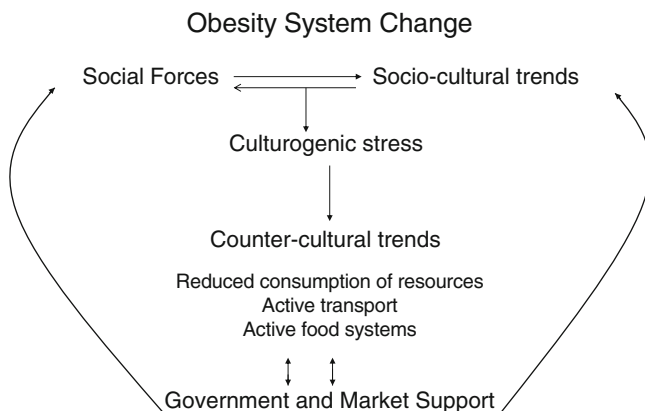 Obesity System Change
Social Forces Socio-cultural trends
Culturogenic stress
Counter-cultural trends
Reduced consumption of resources
Active transport
Active food systems
Government and Market Support